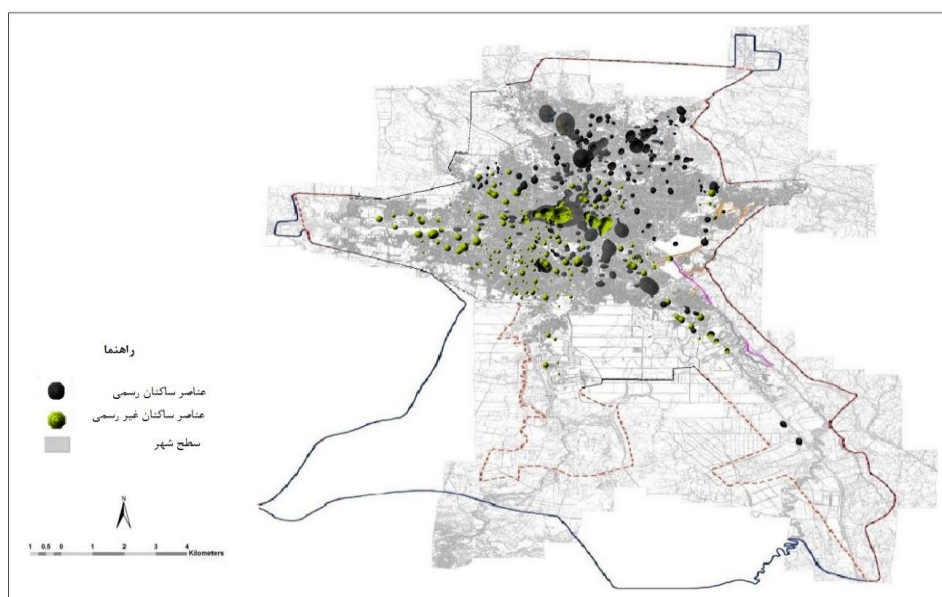 راهنما
عناصر ساکنان رسمی
عناصر ساکنان غیر رسمی
سطح شهر
N
1 0.5 0 1 2 3 4
Kilometers